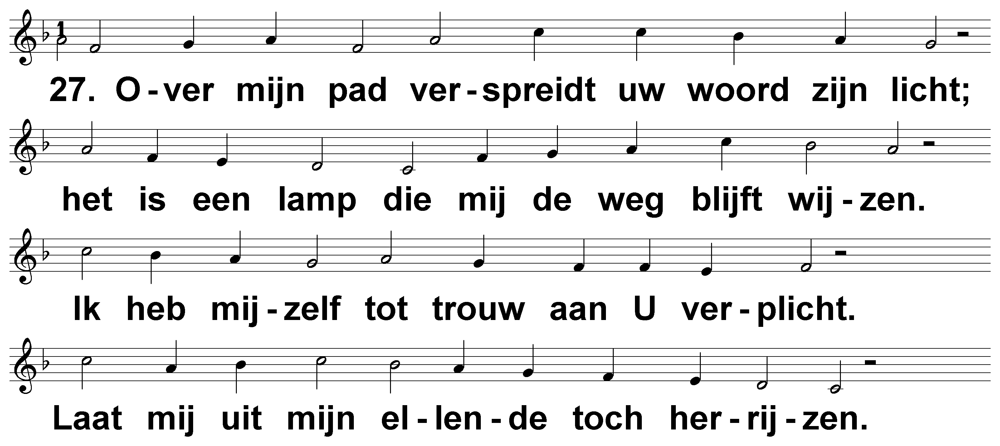 1
27. O-ver mijn pad ver-spreidt uw woord zijn licht;
het is een lamp die mij de weg blijft wij-zen.
Ik heb mij-zelf tot trouw aan U ver-plicht.
Laat mij uit mijn el-len-de toch her-rij-zen.